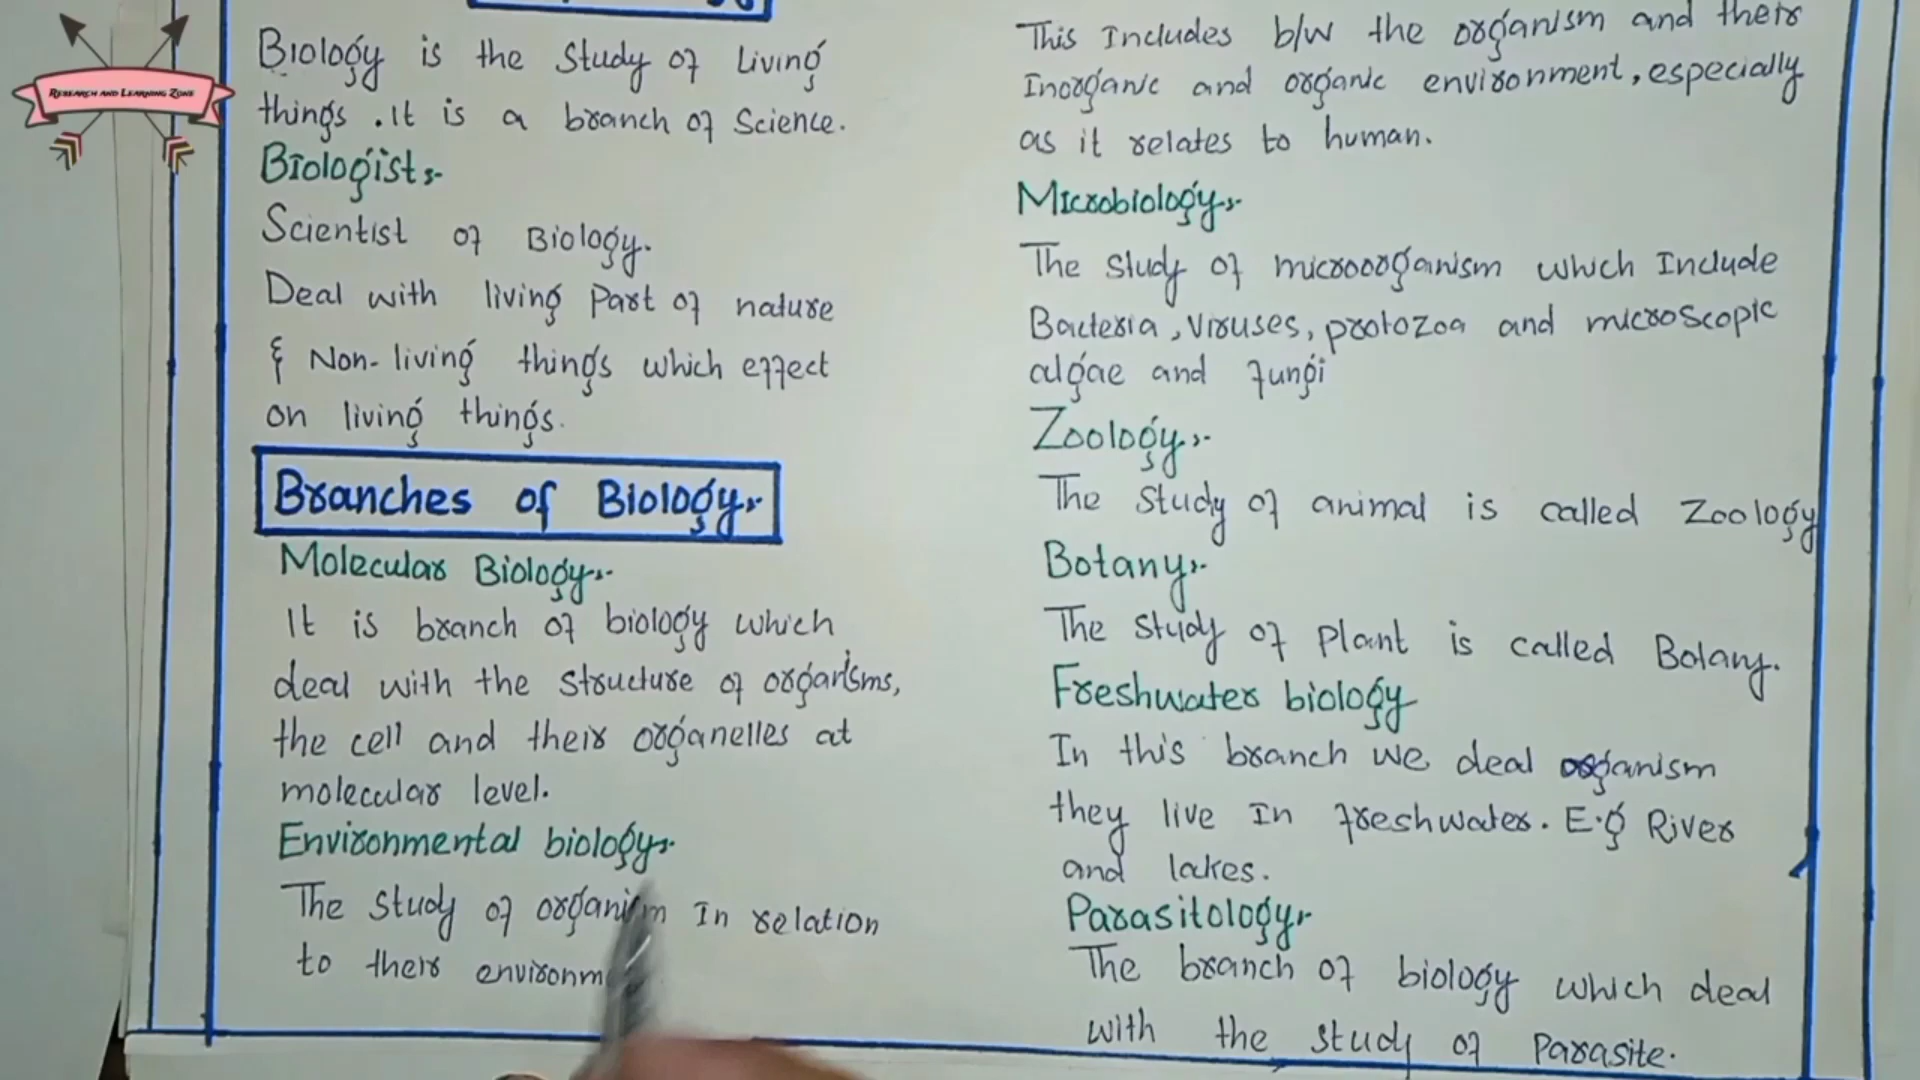 RESEARCH AND LEARNING ZONE
Biology is the study of Living
things. It is a branch of Science.
Biologist:-
Scientist of Biology.
Deal with living Part of nature
& Non-living things which effect
on living things.
Branches of Biology:-
Molecular Biology:-
It is branch of biology which
deal with the structure of organisms,
the cell and their organelles at
molecular level.
Environmental biology:-
The study of organism In relation
to their
This Includes b/w the organism and their
Inorganic and organic environment, especially
as it relates to human.
Microbiology:-
The study of microorganism which Include
Bacteria, Viruses, protozoa and microscopic
algae and fungi
Zoology:-
The study of animal is called Zoology
Botany:-
The study of Plant is called Botany.
Freshwater biology
In this branch we deal organism
they live In freshwater. E.g River
and lakes.
Parasitology:-
The branch of biology which deal
with the study of Parasite.